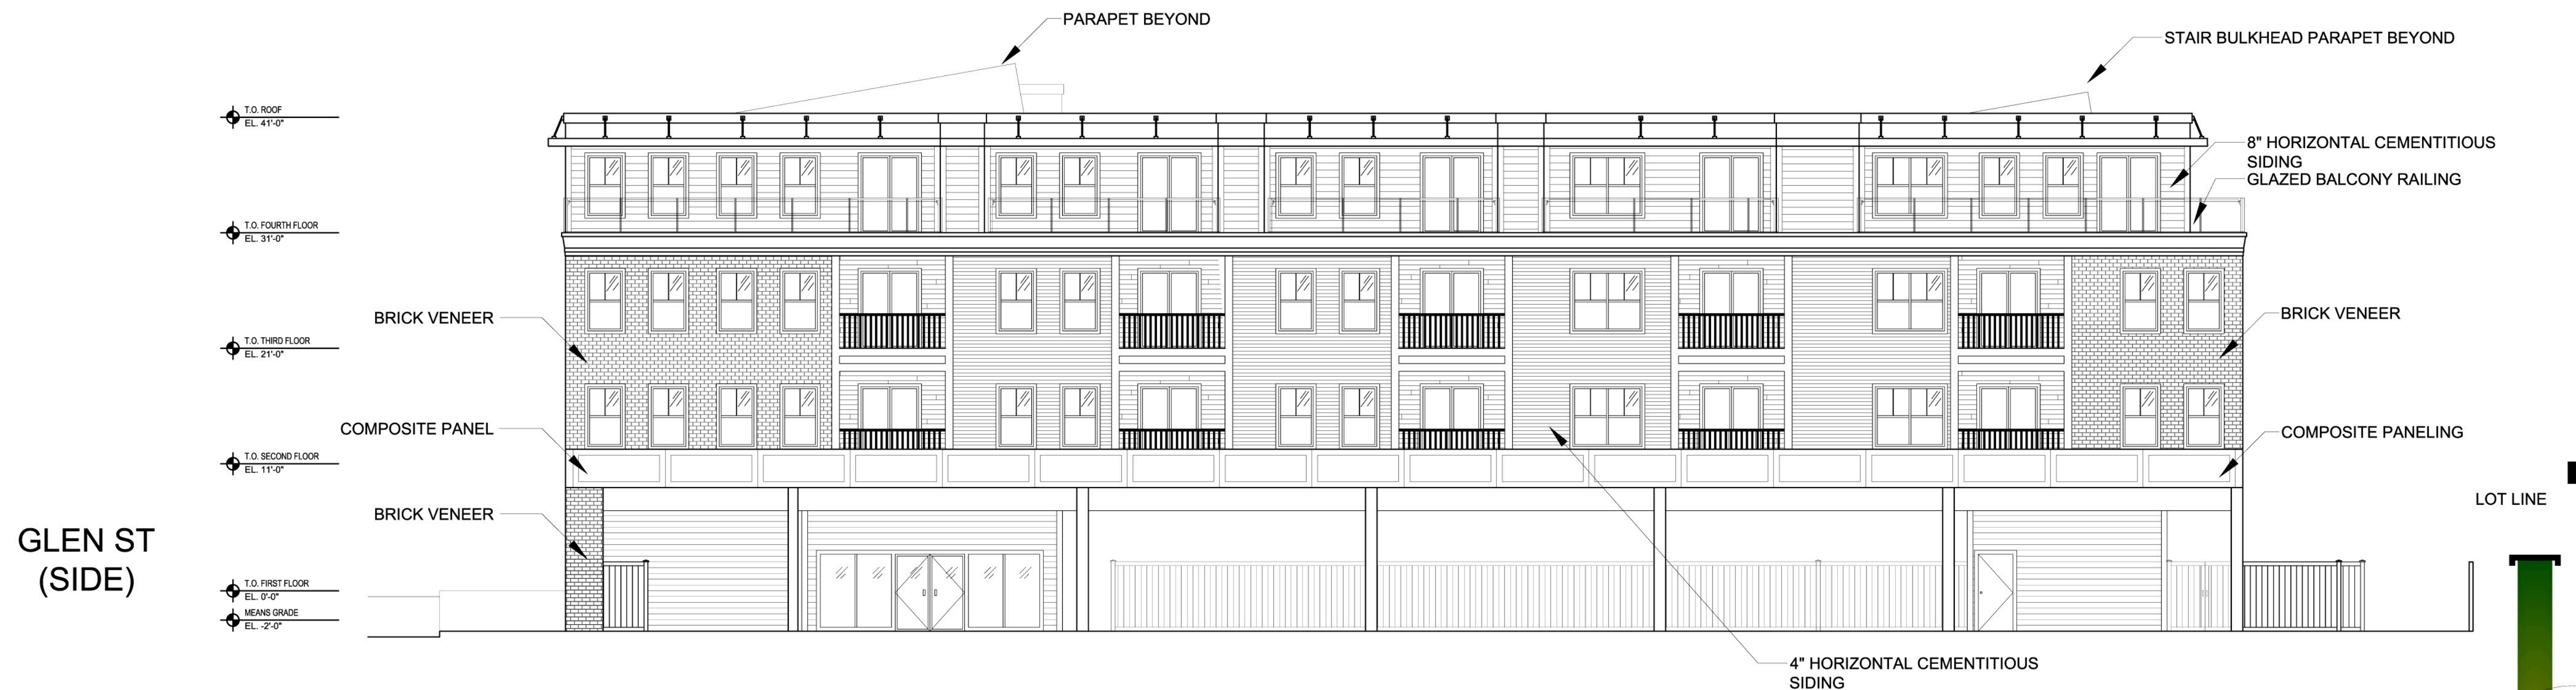 PARAPET BEYOND
STAIR BULKHEAD PARAPET BEYOND
T.O. ROOF
EL. 41'-0"
8" HORIZONTAL CEMENTITIOUS
SIDING
GLAZED BALCONY RAILING
T.O. FOURTH FLOOR
EL. 31'-0"
BRICK VENEER
BRICK VENEER
T.O. THIRD FLOOR
EL. 21'-0"
COMPOSITE PANEL
COMPOSITE PANELING
T.O. SECOND FLOOR
EL. 11'-0"
LOT LINE
BRICK VENEER
GLEN ST
(SIDE)
T.O. FIRST FLOOR
EL. 0'-0"
MEANS GRADE
EL. -2'-0"
4" HORIZONTAL CEMENTITIOUS
SIDING